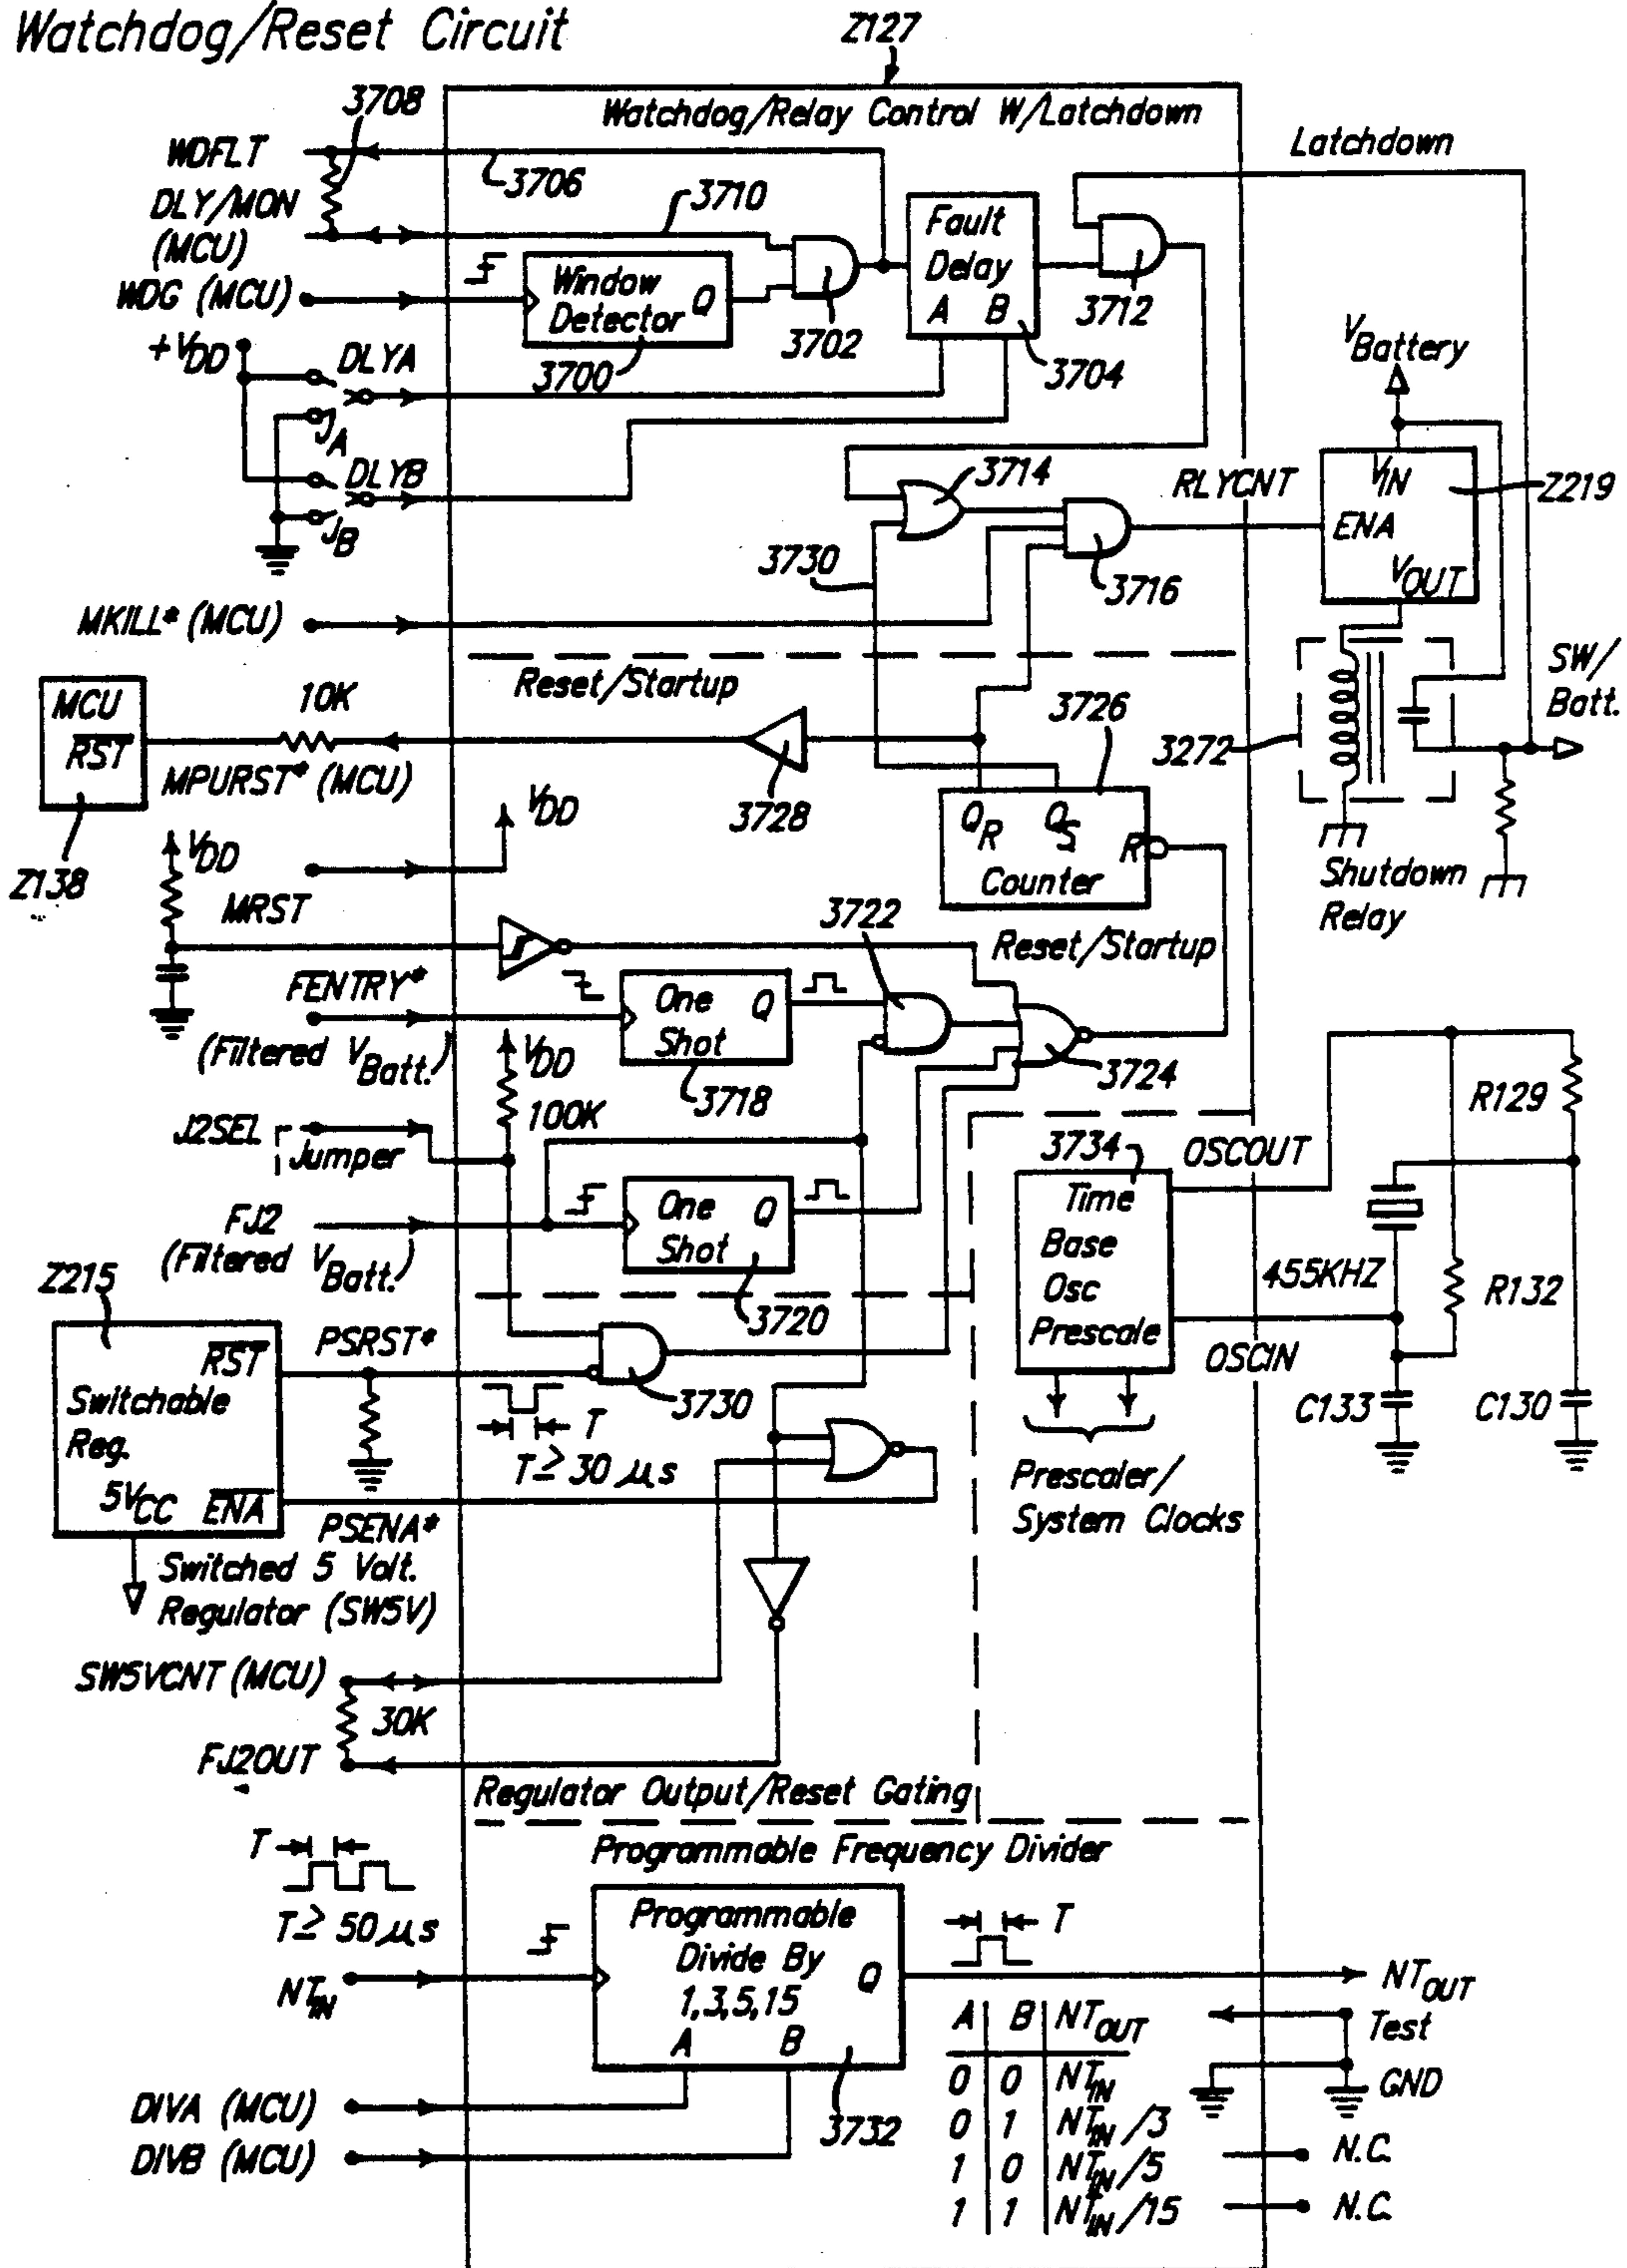 Watchdog/Reset Circuit
Z127
3708
Watchdog/Relay Control W/Latchdown
Latchdown
WDFLT
3706
DLY/MON
(MCU)
3710
Fault
Delay
A B
WDG (MCU)
Window
Detector
Q
3702
3712
3700
3704
+VDD
DLYA
JA
DLYB
JB
VBattery
3714
RLYCNT
VIN
ENA
VOUT
Z219
3730
3716
MKILL* (MCU)
Reset/Startup
SW/
Batt.
MCU
RST
10K
3726
3272
MPURST* (MCU)
3728
VDD
QR QS
R
Counter
Shutdown
Relay
Z138
VDD
MRST
3722
Reset/Startup
FENTRY*
(Filtered VBatt.)
One
Shot
Q
VDD
3718
3724
100K
R129
J2SEL
Jumper
3734
OSCOUT
Time
Base
Osc
Prescale
FJ2
(Filtered VBatt.)
One
Shot
Q
455KHZ
R132
Z215
3720
OSCIN
RST
PSRST*
Switchable
Reg.
3730
C133
C130
T
T≥30μs
5VCC ENA
PSENA*
Prescaler/
System Clocks
Switched 5 Volt.
Regulator (SW5V)
SW5VCNT (MCU)
30K
FJ2OUT
Regulator Output/Reset Gating
Programmable Frequency Divider
T
T≥50μs
Programmable
Divide By
1,3,5,15
Q
A B
T
NTIN
NTOUT
Test
GND
A B NTOUT
0 0 NTIN
0 1 NTIN/3
1 0 NTIN/5
1 1 NTIN/15
DIVA (MCU)
DIVB (MCU)
3732
N.C.
N.C.